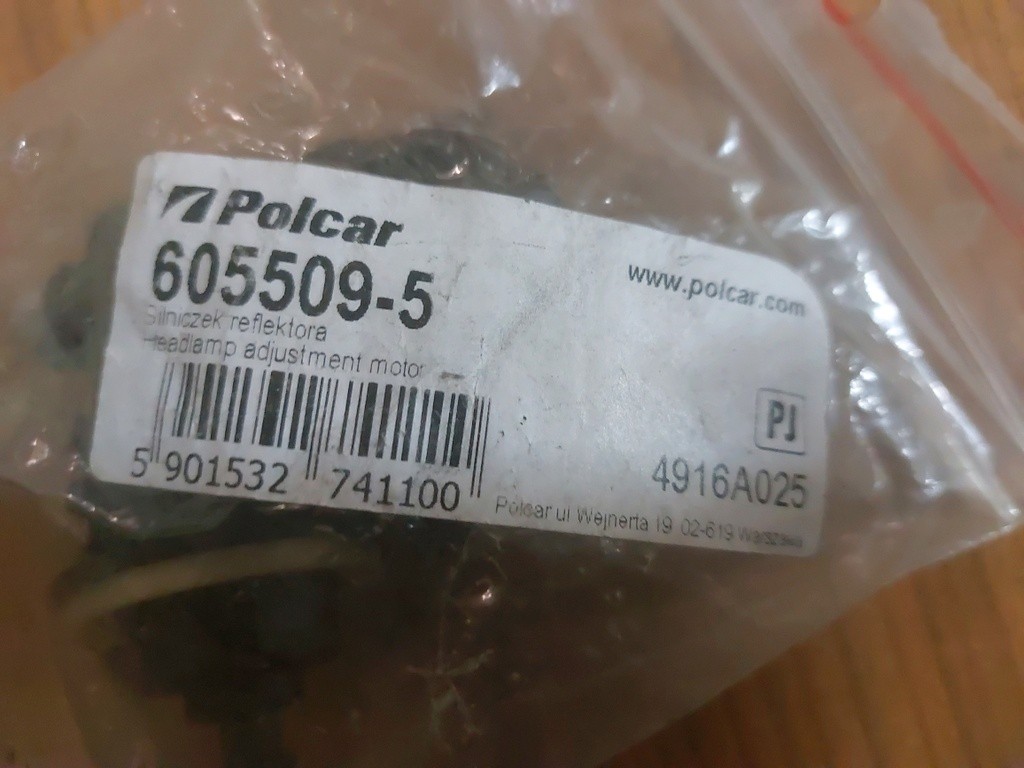 Polcar
605509-5
www.polcar.com
Silniczek reflektora
Headlamp adjustment motor
PJ
5 901532 741100
4916A025
Polcar ul Wejnerta 19 02-619 Warszawa